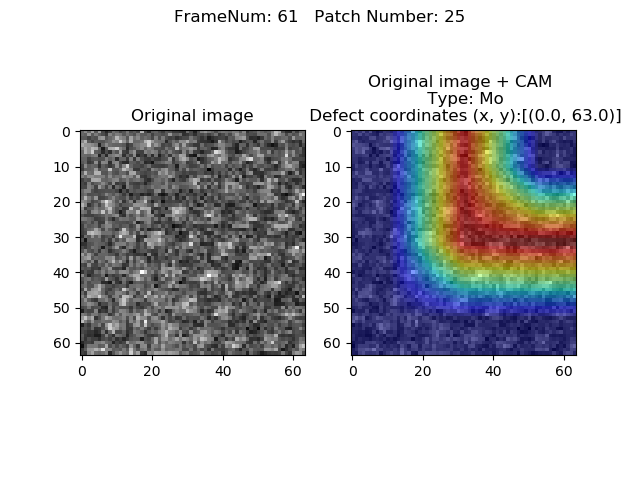 FrameNum: 61   Patch Number: 25
Original image
Original image + CAM
Type: Mo
Defect coordinates (x, y):[(0.0, 63.0)]
0
10
20
30
40
50
60
0 20 40 60
0
10
20
30
40
50
60
0 20 40 60